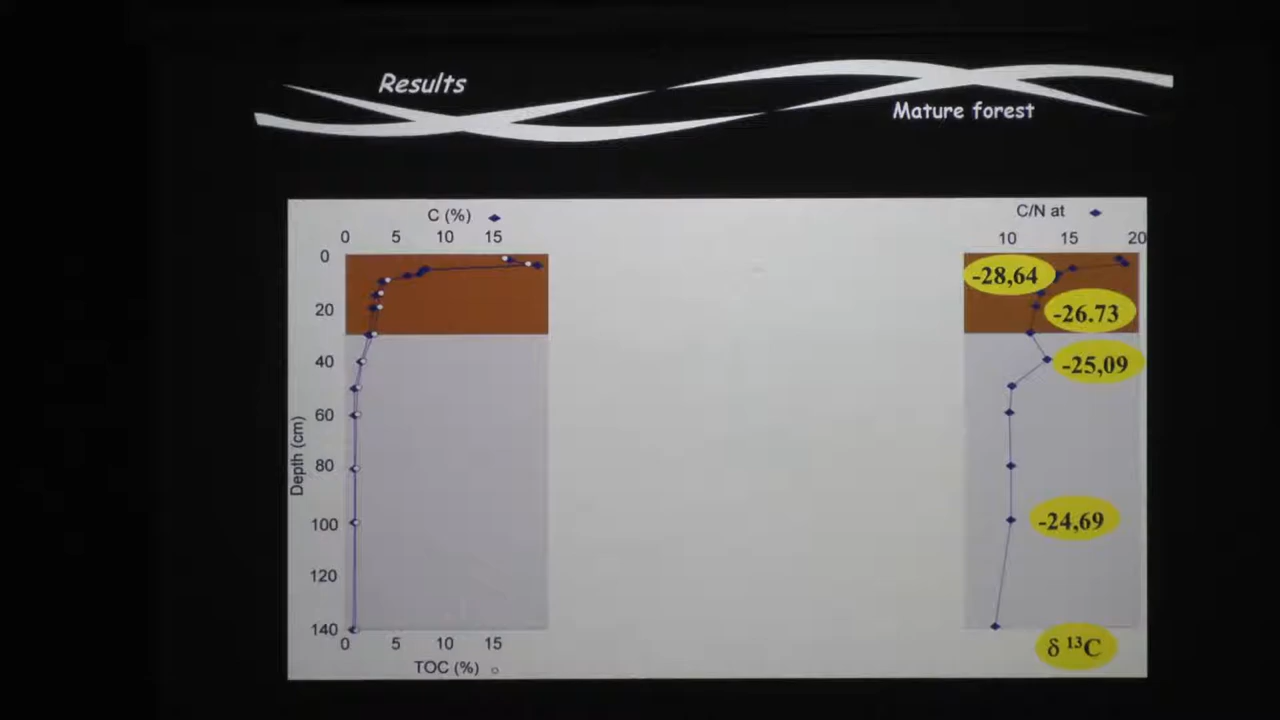 Results
Mature forest
C (%)
0 5 10 15
0
20
40
60
80
100
120
140
Depth (cm)
0 5 10 15
TOC (%)
C/N at
10 15 20
-28,64
-26.73
-25,09
-24,69
δ ¹³C